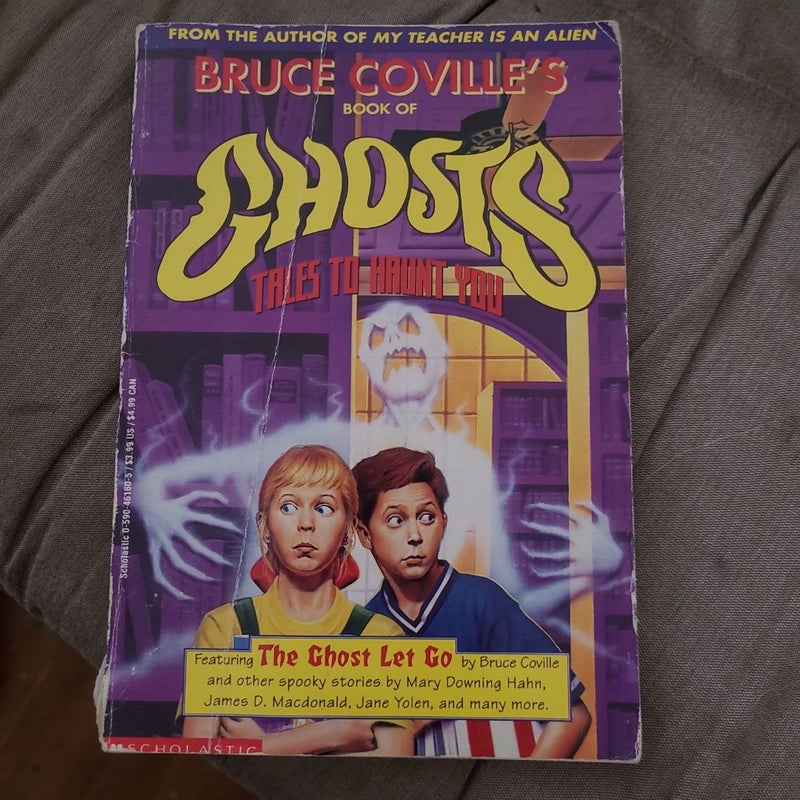 FROM THE AUTHOR OF MY TEACHER IS AN ALIEN
BRUCE COVILLE'S
BOOK OF
GHOSTS
TALES TO HAUNT YOU
Scholastic 0-590-46160-5 / $3.99 US / $4.99 CAN
Featuring The Ghost Let Go by Bruce Coville
and other spooky stories by Mary Downing Hahn,
James D. Macdonald, Jane Yolen, and many more.
SCHOLASTIC